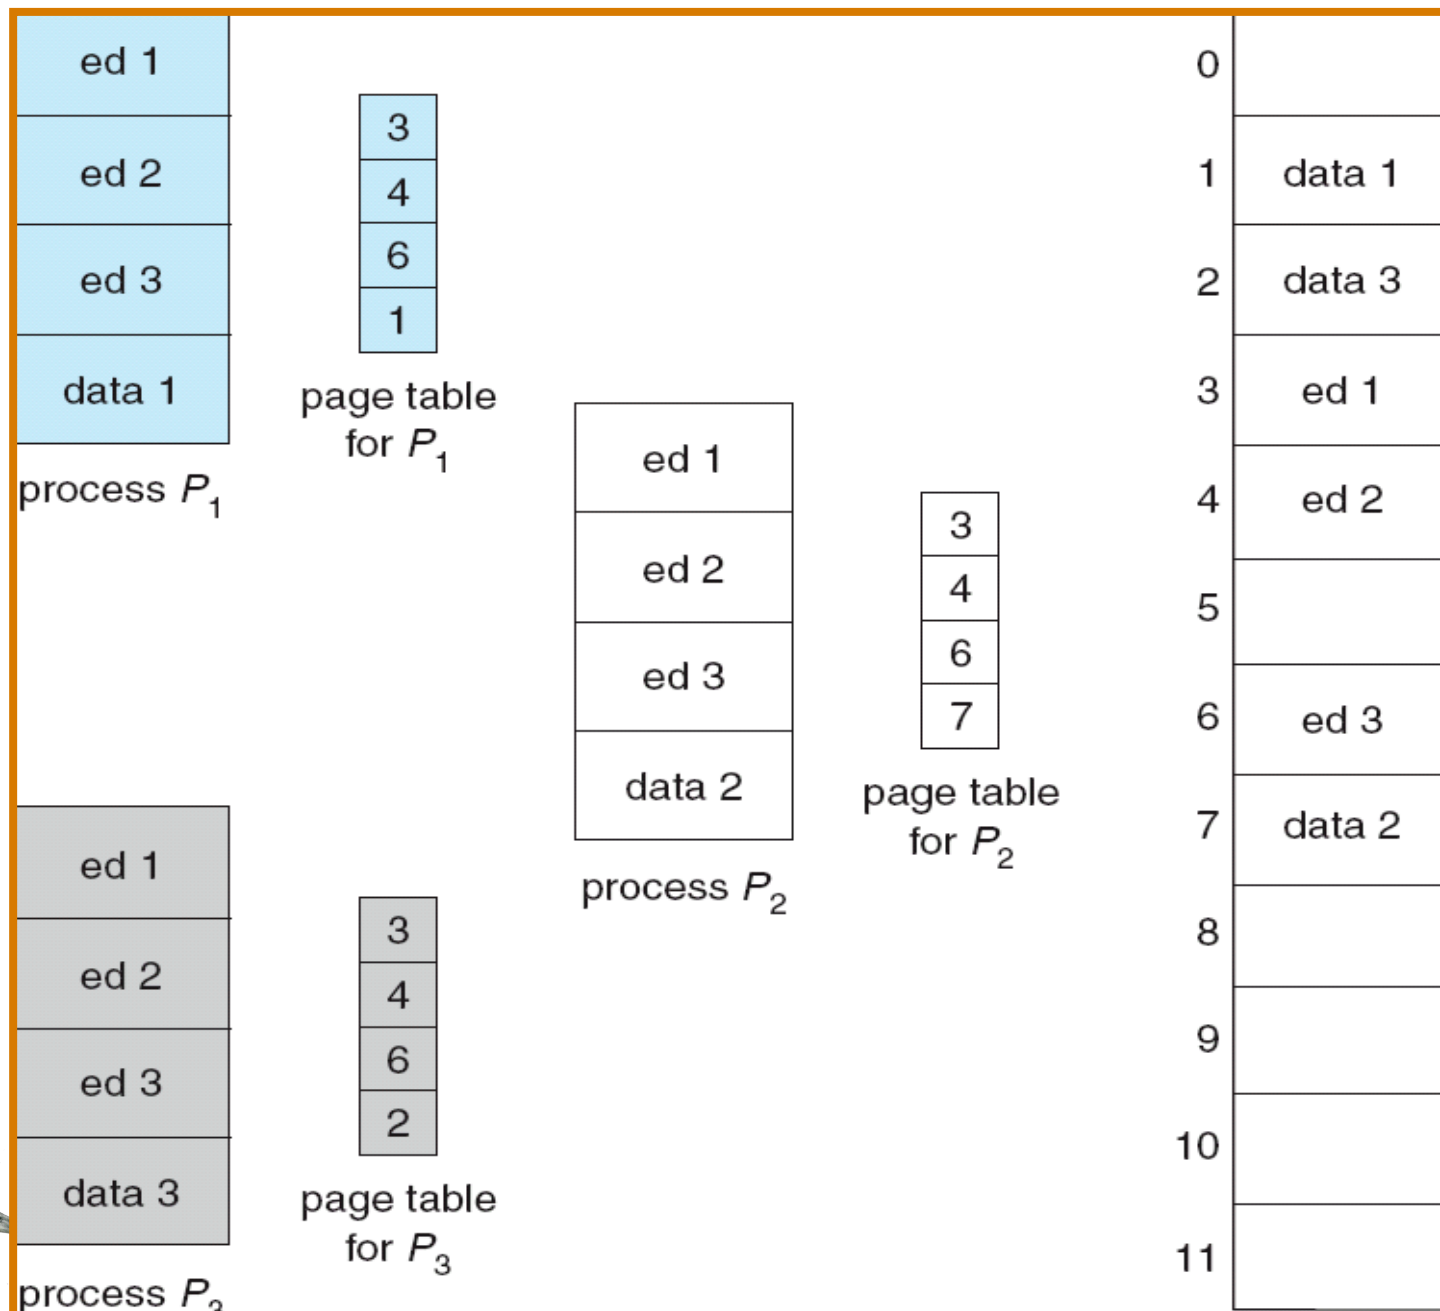 ed 1
ed 2
ed 3
data 1
process P1
3
4
6
1
page table
for P1
ed 1
ed 2
ed 3
data 2
process P2
3
4
6
7
page table
for P2
ed 1
ed 2
ed 3
data 3
process P3
3
4
6
2
page table
for P3
0
1 data 1
2 data 3
3 ed 1
4 ed 2
5
6 ed 3
7 data 2
8
9
10
11